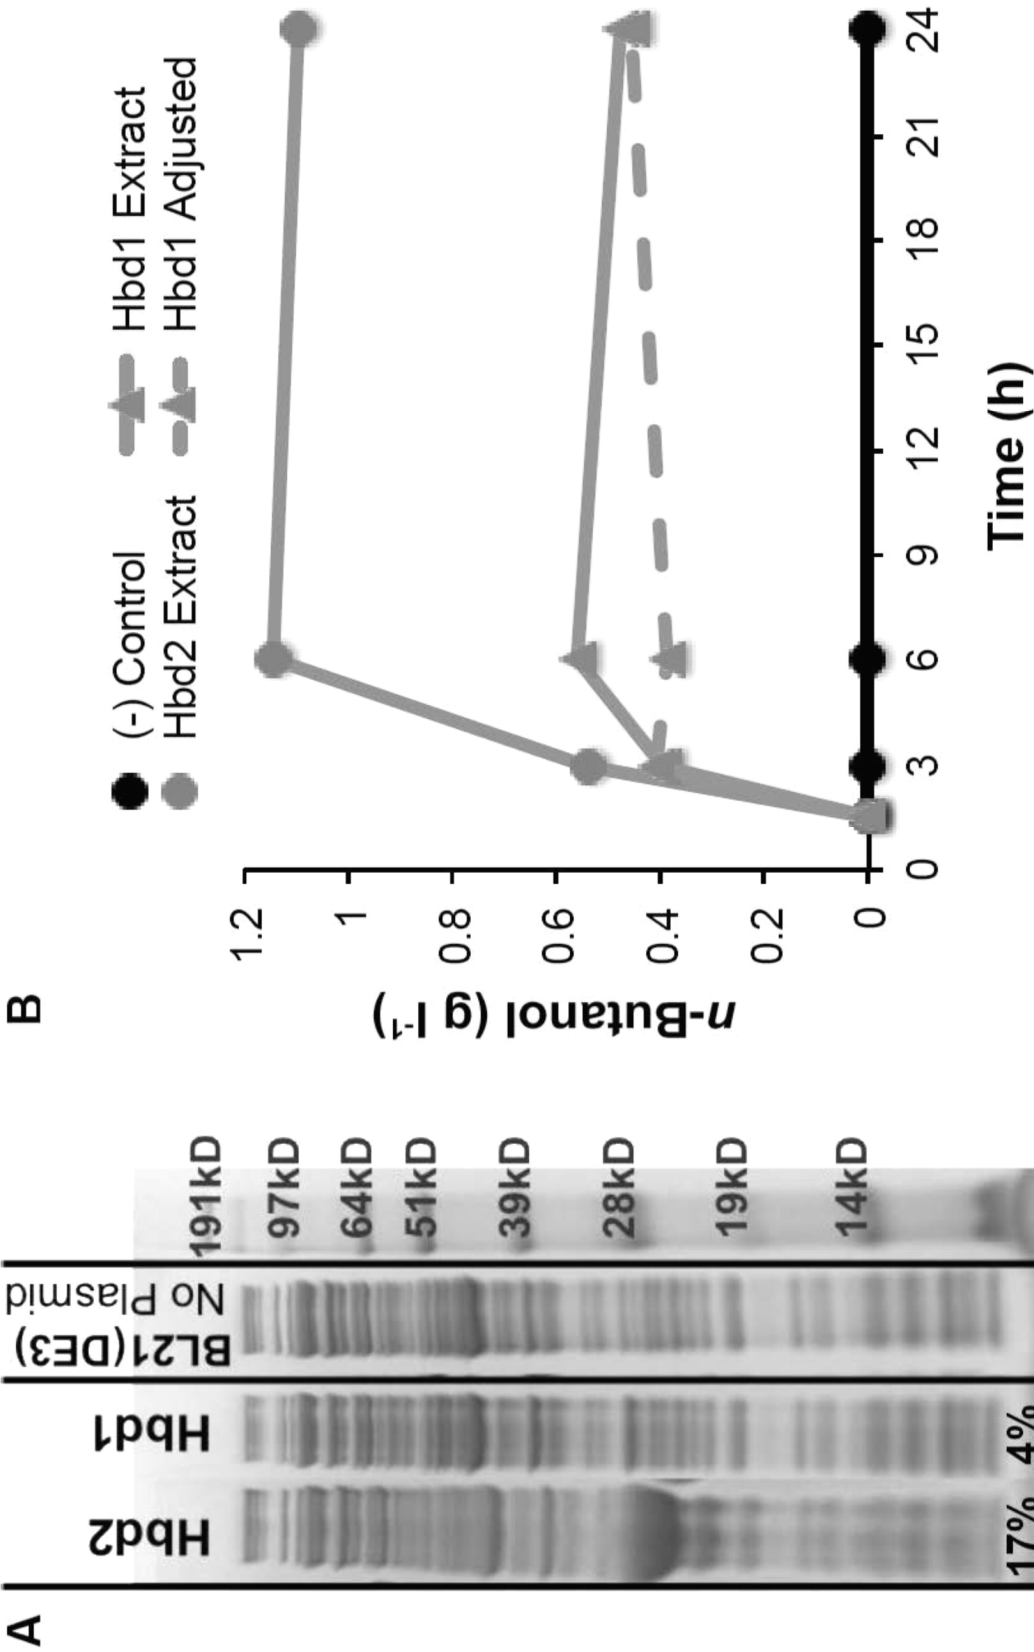 A
Hbd2
Hbd1
BL21(DE3)
No Plasmid
191kD
97kD
64kD
51kD
39kD
28kD
19kD
14kD
17%
4%
B
(-) Control
Hbd1 Extract
Hbd2 Extract
Hbd1 Adjusted
n-Butanol (g l-1)
1.2
1
0.8
0.6
0.4
0.2
0
0
3
6
9
12
15
18
21
24
Time (h)